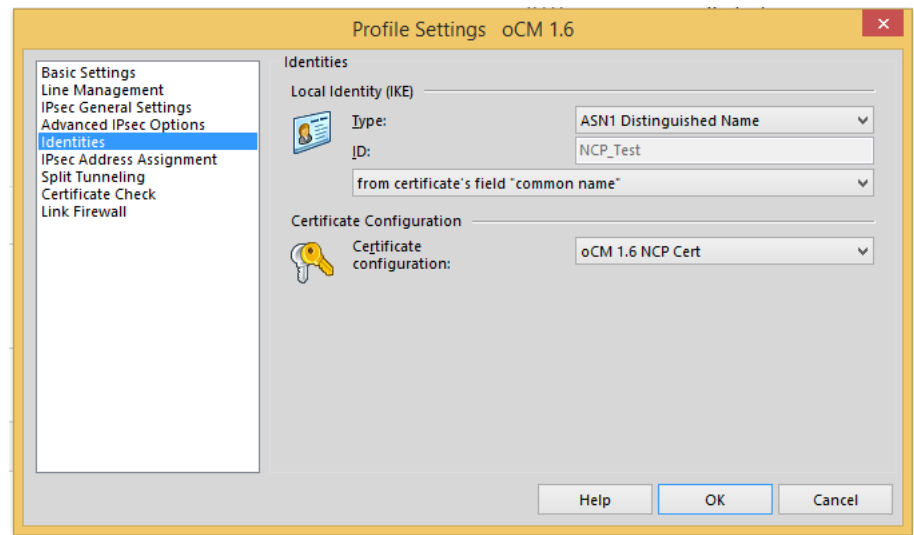 Profile Settings oCM 1.6
Basic Settings
Line Management
IPsec General Settings
Advanced IPsec Options
Identities
IPsec Address Assignment
Split Tunneling
Certificate Check
Link Firewall
Identities
Local Identity (IKE)
Type:
ASN1 Distinguished Name
ID:
NCP_Test
from certificate's field "common name"
Certificate Configuration
Certificate
configuration:
oCM 1.6 NCP Cert
Help
OK
Cancel